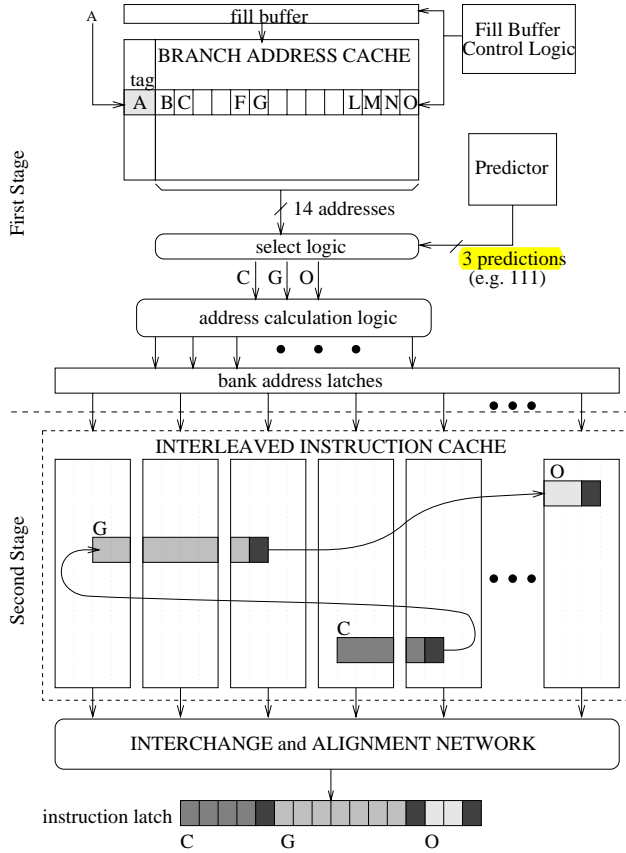 A
fill buffer
Fill Buffer
Control Logic
BRANCH ADDRESS CACHE
tag
A B C F G L M N O
First Stage
Predictor
14 addresses
select logic
3 predictions
(e.g. 111)
C G O
address calculation logic
bank address latches
INTERLEAVED INSTRUCTION CACHE
O
G
Second Stage
C
INTERCHANGE and ALIGNMENT NETWORK
instruction latch
C G O